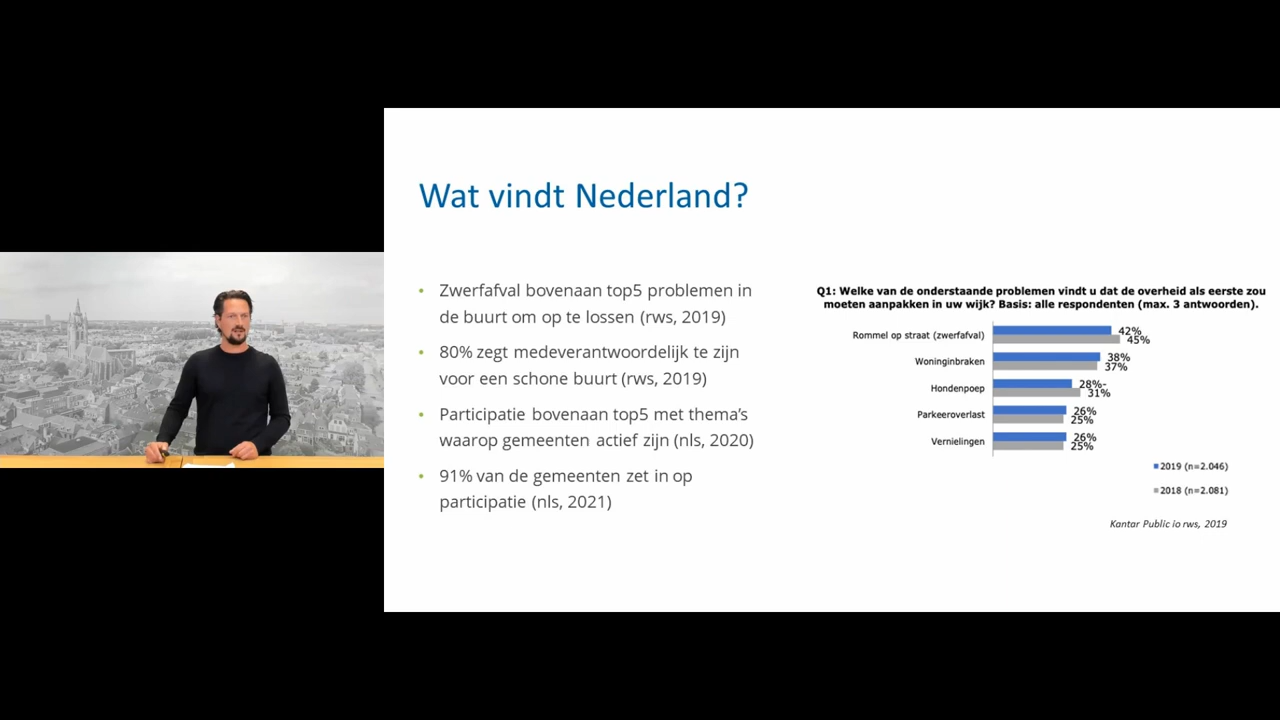 Wat vindt Nederland?
• Zwerfafval bovenaan top5 problemen in
de buurt om op te lossen (rws, 2019)
• 80% zegt medeverantwoordelijk te zijn
voor een schone buurt (rws, 2019)
• Participatie bovenaan top5 met thema's
waarop gemeenten actief zijn (nls, 2020)
• 91% van de gemeenten zet in op
participatie (nls, 2021)
Q1: Welke van de onderstaande problemen vindt u dat de overheid als eerste zou
moeten aanpakken in uw wijk? Basis: alle respondenten (max. 3 antwoorden).
Rommel op straat (zwerfafval) 42%
45%
Woninginbraken 38%
37%
Hondenpoep 28%-
31%
Parkeeroverlast 26%
25%
Vernielingen 26%
25%
2019 (n=2.046)
2018 (n=2.081)
Kantar Public io rws, 2019